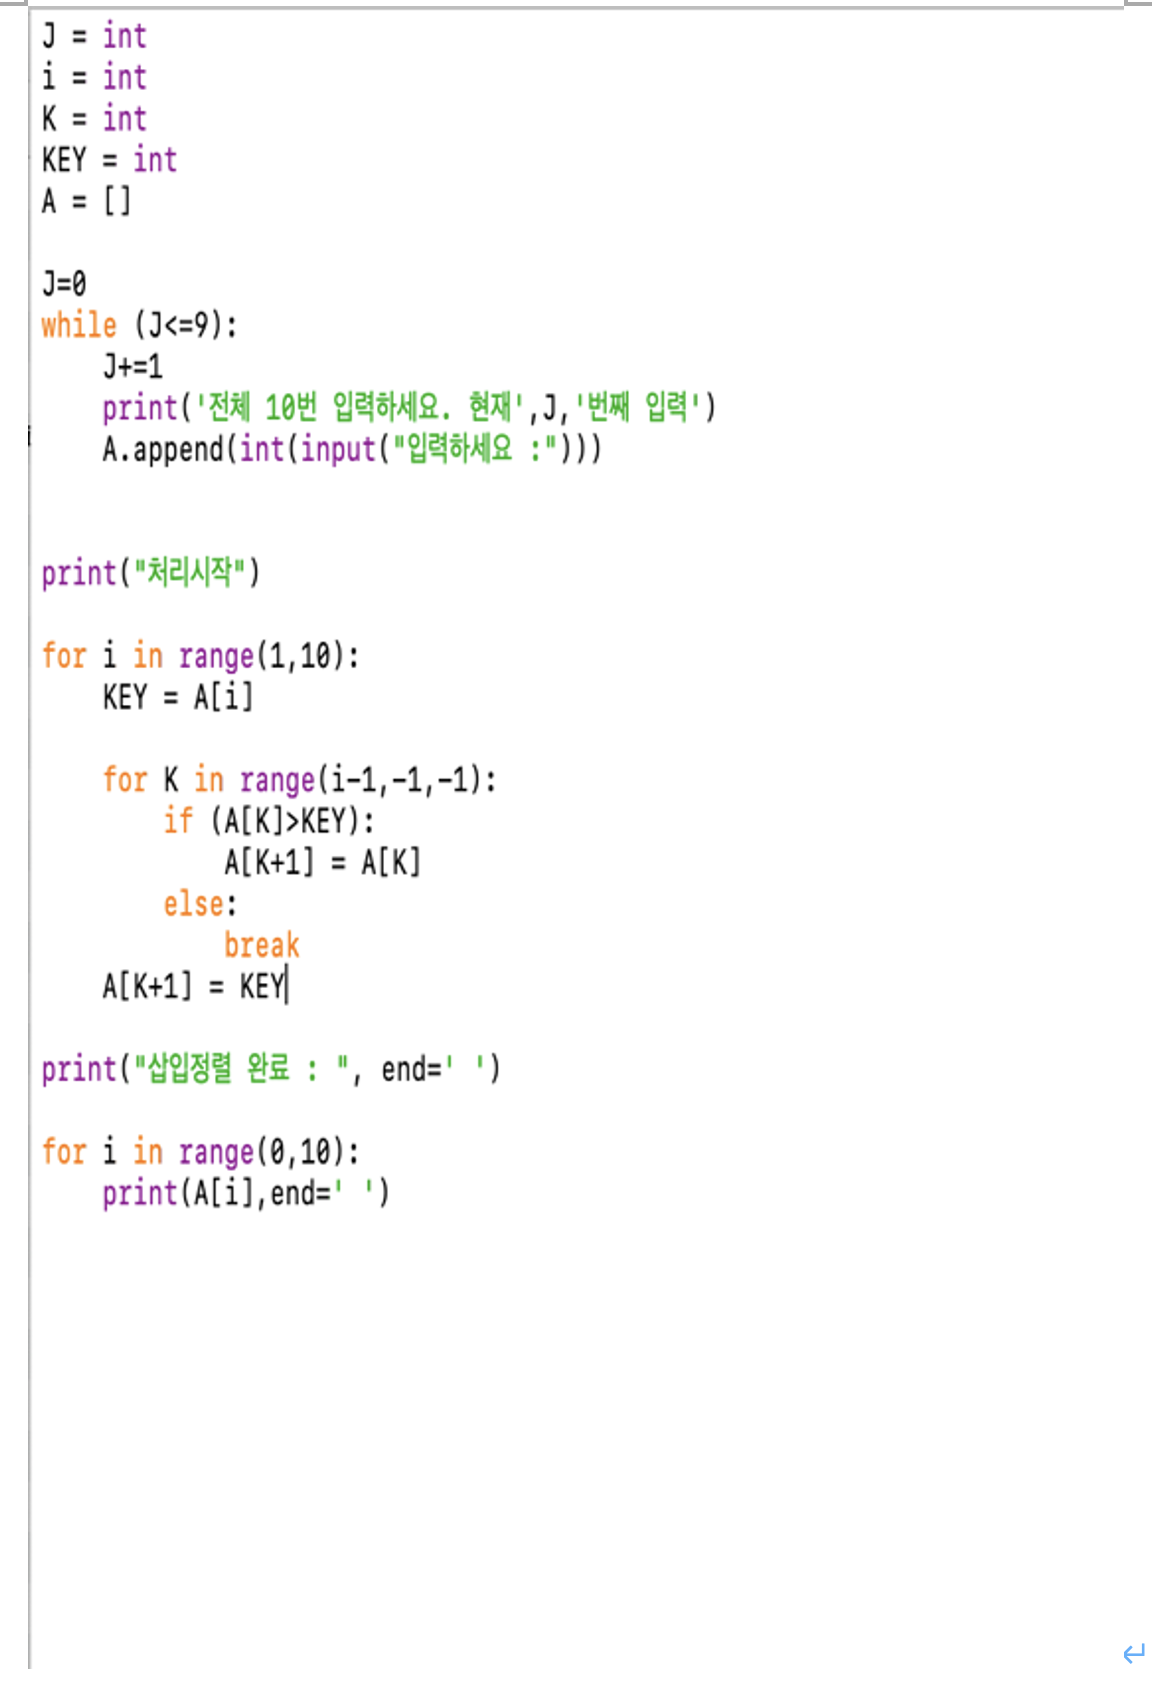 J = int
i = int
K = int
KEY = int
A = []
J=0
while (J<=9):
    J+=1
    print('전체 10번 입력하세요. 현재',J,'번째 입력')
    A.append(int(input("입력하세요 :")))
print("처리시작")
for i in range(1,10):
    KEY = A[i]
    for K in range(i-1,-1,-1):
        if (A[K]>KEY):
            A[K+1] = A[K]
        else:
            break
    A[K+1] = KEY
print("삽입정렬 완료 : ", end=' ')
for i in range(0,10):
    print(A[i],end=' ')